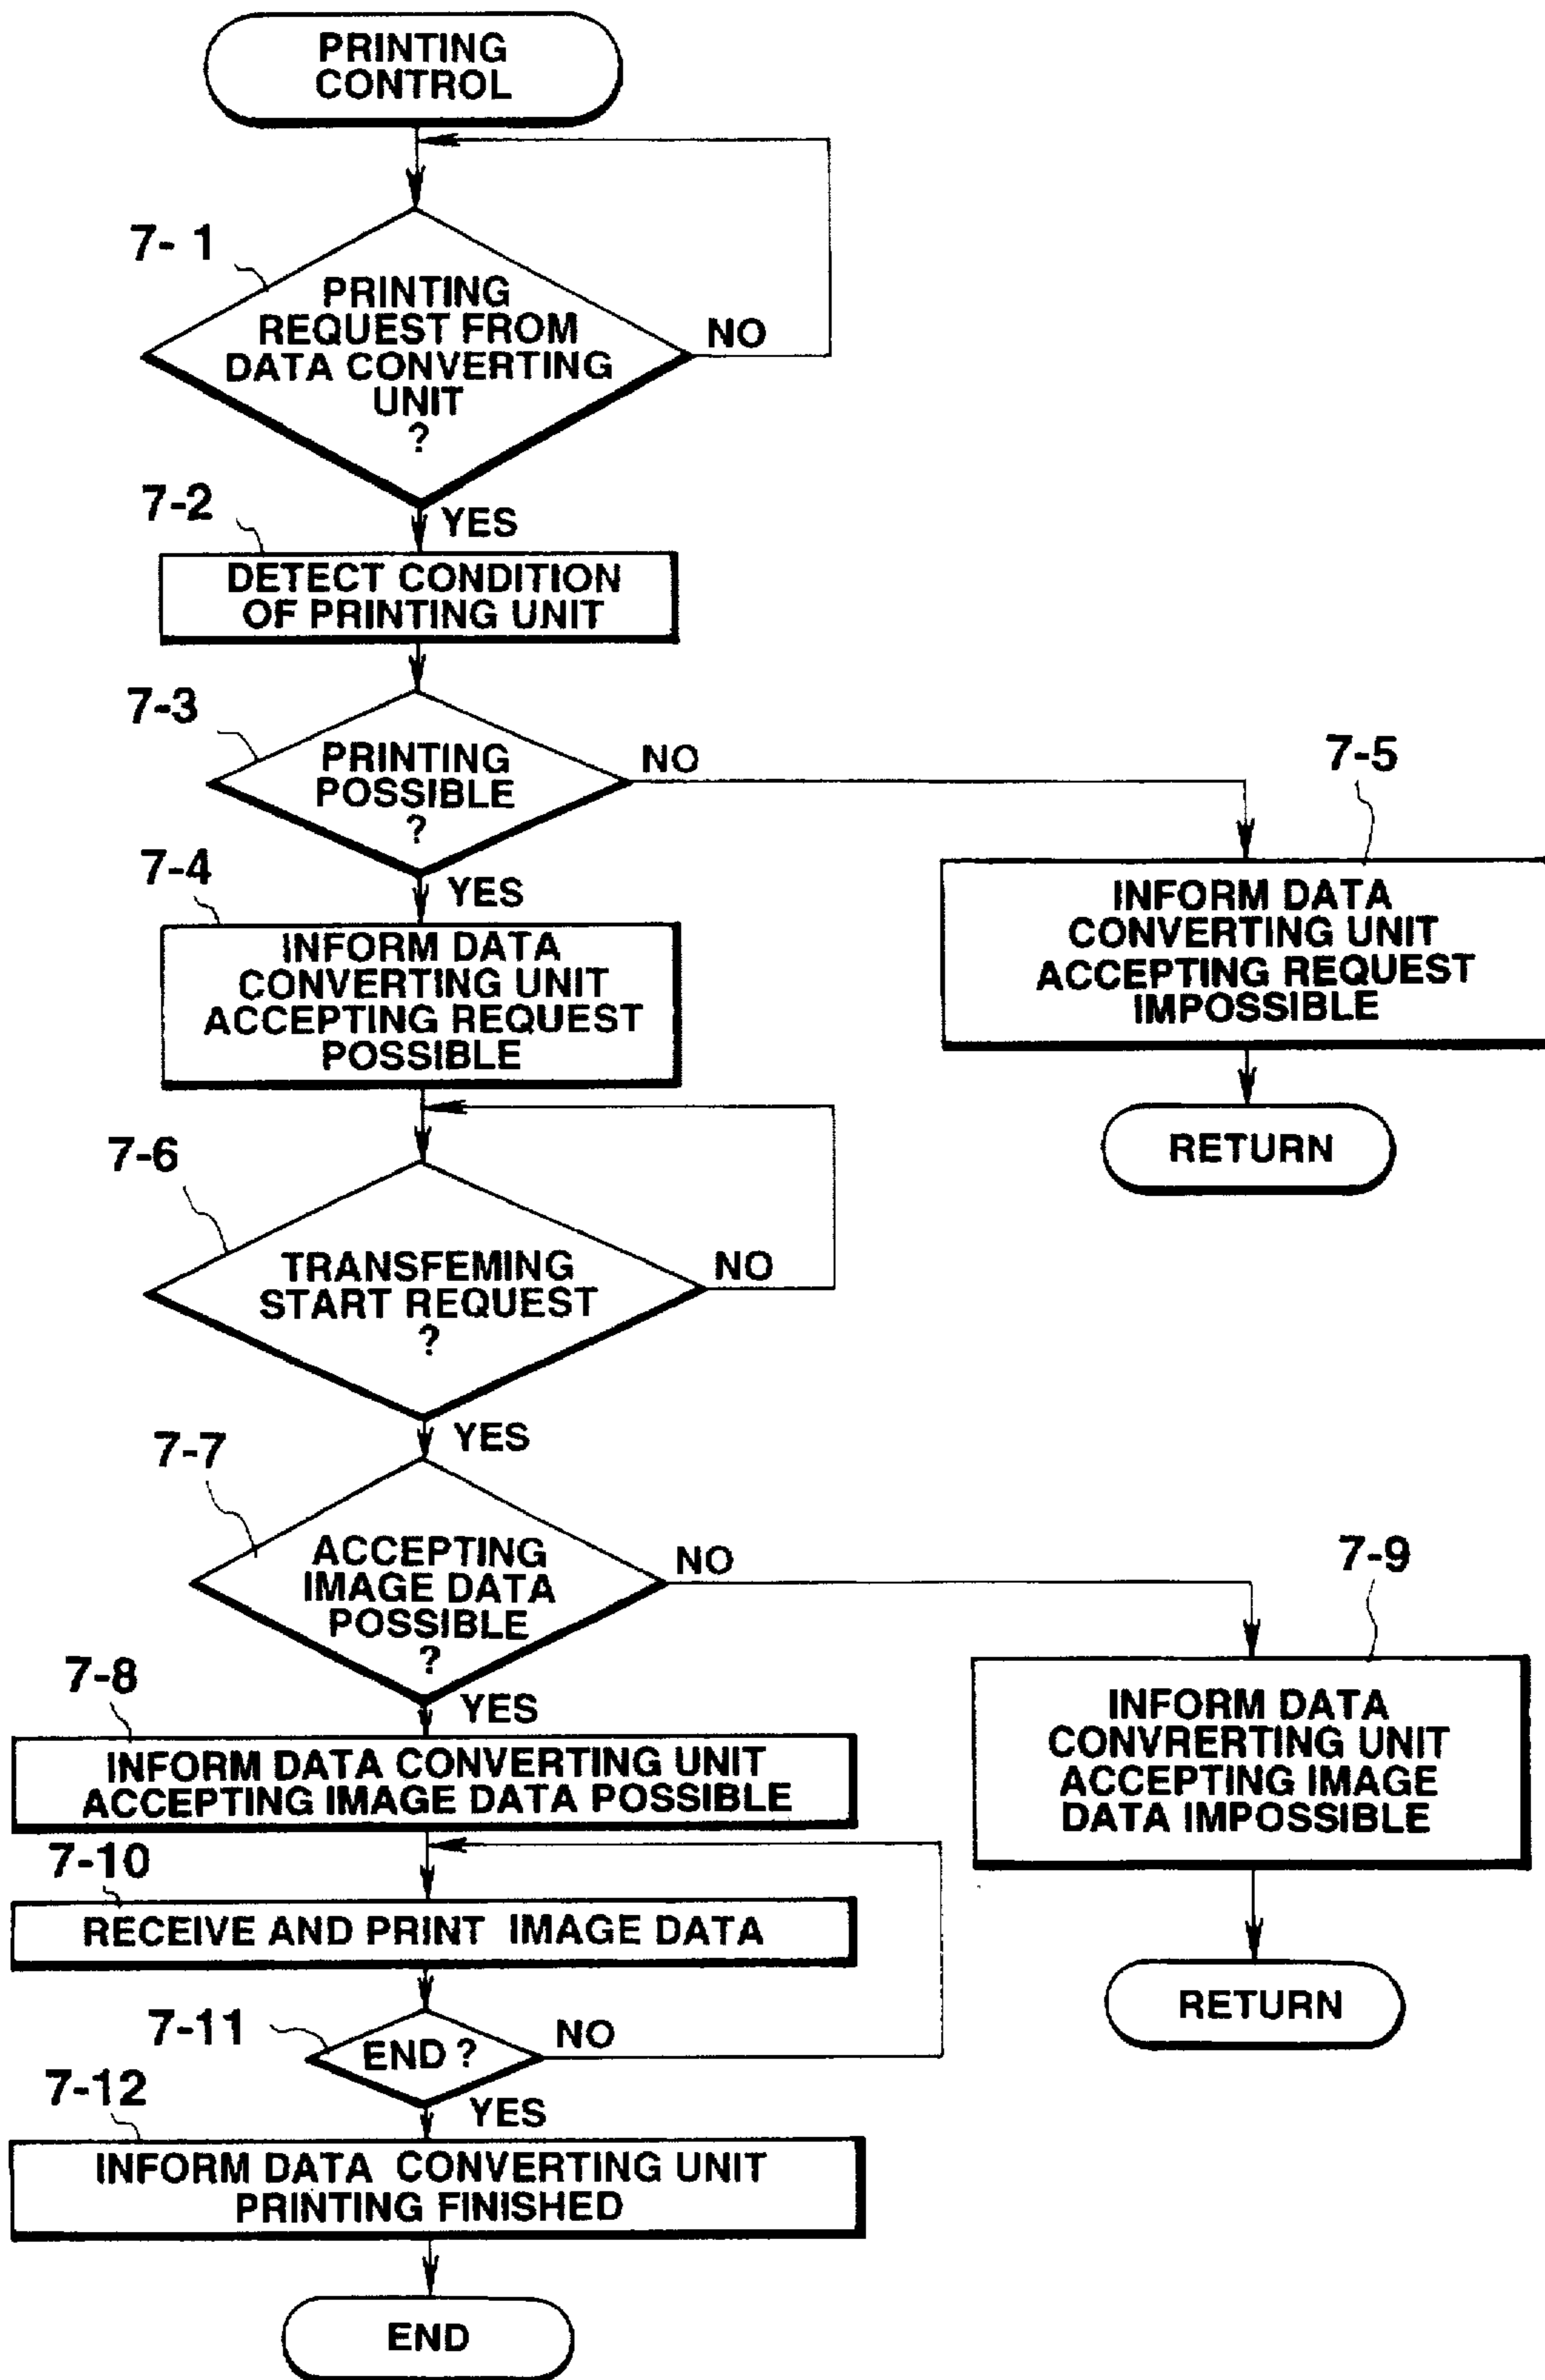 PRINTING
CONTROL
7- 1
PRINTING
REQUEST FROM
DATA CONVERTING
UNIT
?
NO
YES
7-2
DETECT CONDITION
OF PRINTING UNIT
7-3
PRINTING
POSSIBLE
?
NO
YES
7-5
INFORM DATA
CONVERTING UNIT
ACCEPTING REQUEST
IMPOSSIBLE
RETURN
7-4
INFORM DATA
CONVERTING UNIT
ACCEPTING REQUEST
POSSIBLE
7-6
TRANSFEMING
START REQUEST
?
NO
YES
7-7
ACCEPTING
IMAGE DATA
POSSIBLE
?
NO
YES
7-9
INFORM DATA
CONVRERTING UNIT
ACCEPTING IMAGE
DATA IMPOSSIBLE
RETURN
7-8
INFORM DATA CONVERTING UNIT
ACCEPTING IMAGE DATA POSSIBLE
7-10
RECEIVE AND PRINT IMAGE DATA
7-11
END ?
NO
YES
7-12
INFORM DATA CONVERTING UNIT
PRINTING FINISHED
END